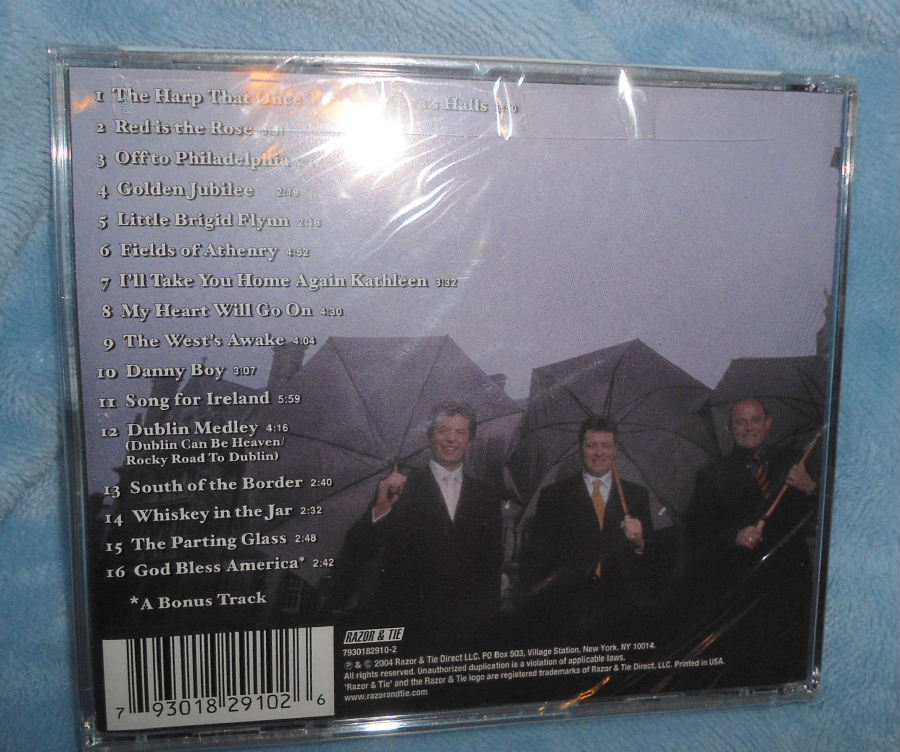 1 The Harp That Once Halls
2 Red is the Rose
3 Off to Philadelphia
4 Golden Jubilee 2:19
5 Little Brigid Flynn 2:18
6 Fields of Athenry 4:52
7 I'll Take You Home Again Kathleen 3:32
8 My Heart Will Go On 4:30
9 The West's Awake 4:04
10 Danny Boy 3:07
11 Song for Ireland 5:59
12 Dublin Medley 4:16
(Dublin Can Be Heaven/
Rocky Road To Dublin)
13 South of the Border 2:40
14 Whiskey in the Jar 2:32
15 The Parting Glass 2:48
16 God Bless America* 2:42
*A Bonus Track
RAZOR & TIE
7930182910-2
℗ & © 2004 Razor & Tie Direct LLC. PO Box 503, Village Station, New York, NY 10014.
All rights reserved. Unauthorized duplication is a violation of applicable laws.
'Razor & Tie' and the Razor & Tie logo are registered trademarks of Razor & Tie Direct, LLC. Printed in USA.
www.razorandtie.com
7 93018 29102 6